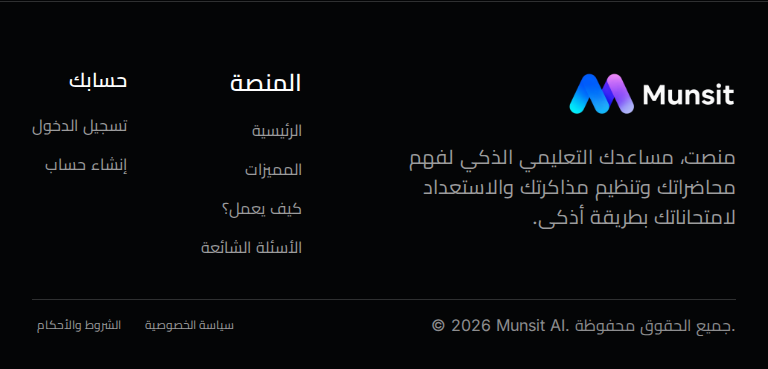 Munsit
منصت، مساعدك التعليمي الذكي لفهم
محاضراتك وتنظيم مذاكرتك والاستعداد
لامتحاناتك بطريقة أذكى.
المنصة
الرئيسية
المميزات
كيف يعمل؟
الأسئلة الشائعة
حسابك
تسجيل الدخول
إنشاء حساب
© 2026 Munsit AI. جميع الحقوق محفوظة.
سياسة الخصوصية
الشروط والأحكام